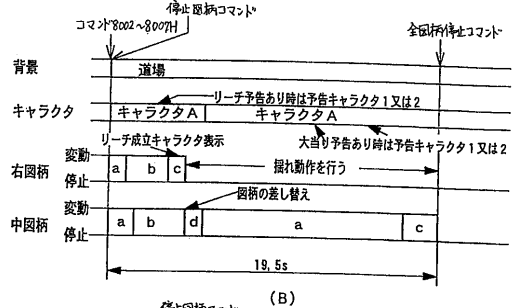 停止図柄コマンド
コマンド8002～8007H
全図柄停止コマンド
背景
道場
リーチ予告あり時は予告キャラクタ1又は2
キャラクタ
キャラクタA
キャラクタA
リーチ成立キャラクタ表示
大当り予告あり時は予告キャラクタ1又は2
変動
右図柄
a
b
c
揺れ動作を行う
停止
図柄の差し替え
変動
中図柄
a
b
d
a
c
停止
19,5s
(B)